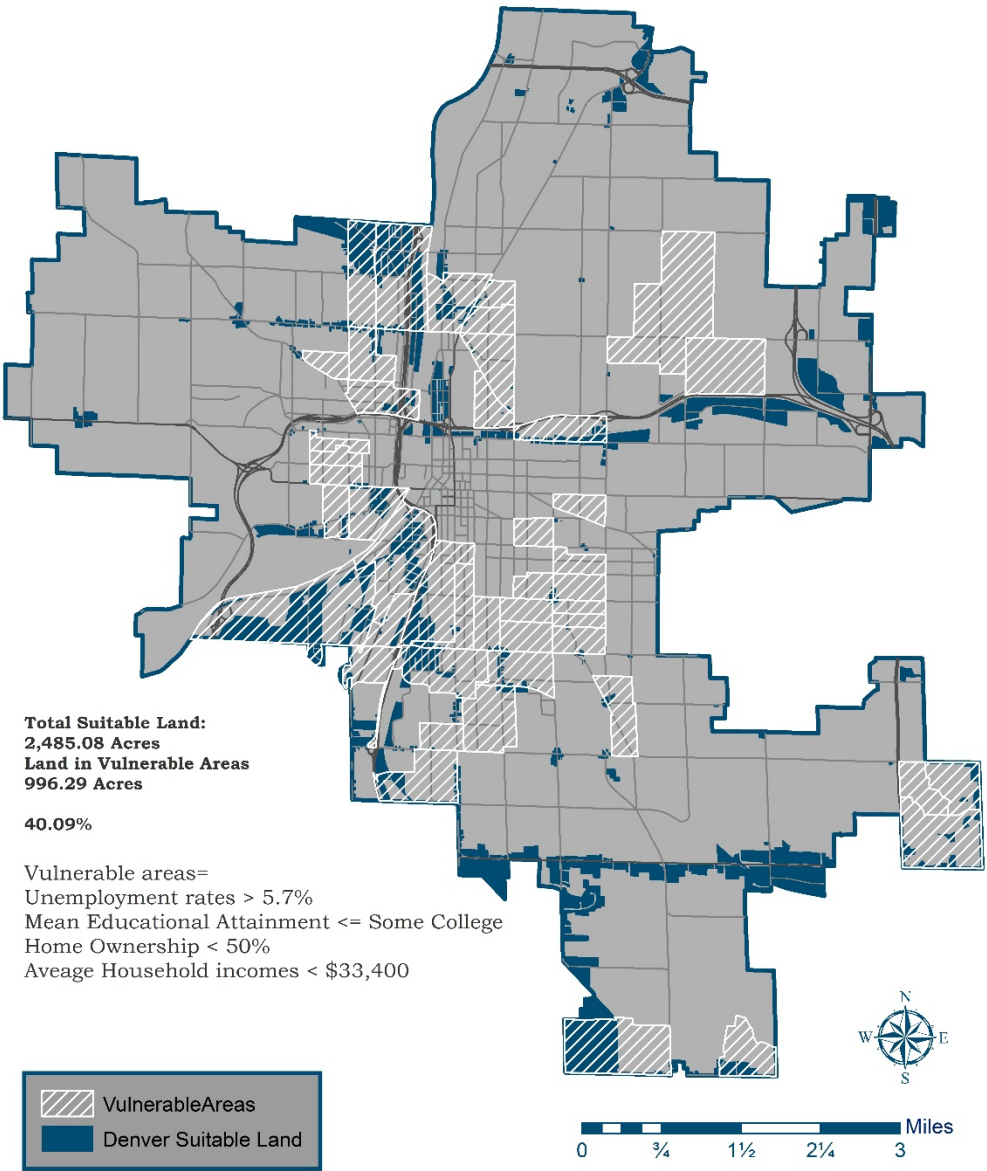 Total Suitable Land:
2,485.08 Acres
Land in Vulnerable Areas
996.29 Acres
40.09%
Vulnerable areas=
Unemployment rates > 5.7%
Mean Educational Attainment <= Some College
Home Ownership < 50%
Aveage Household incomes < $33,400
N
W E
S
VulnerableAreas
Denver Suitable Land
Miles
0 ¾ 1½ 2¼ 3